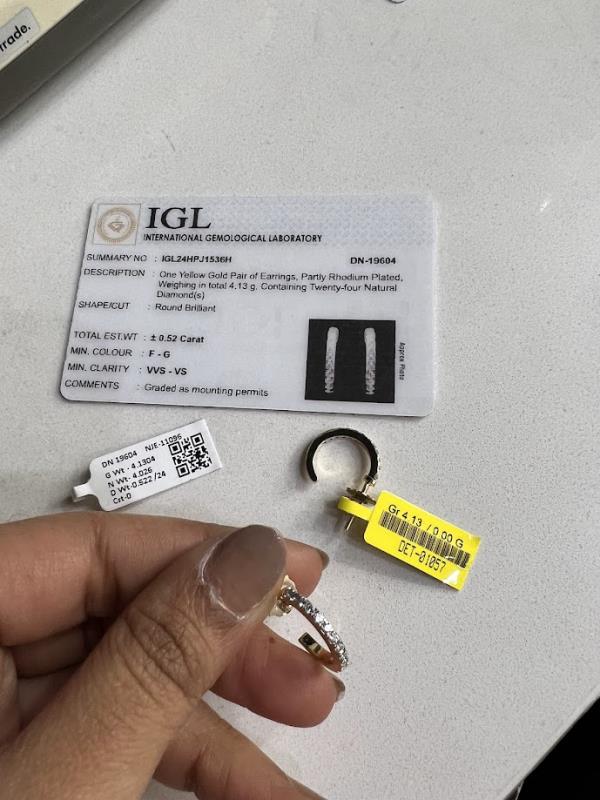 rade.
IGL
INTERNATIONAL GEMOLOGICAL LABORATORY
SUMMARY NO : IGL24HPJ1536H DN-19604
DESCRIPTION : One Yellow Gold Pair of Earrings, Partly Rhodium Plated,
Weighing in total 4.13 g, Containing Twenty-four Natural
Diamond(s)
SHAPE/CUT : Round Brilliant
TOTAL EST.WT : ± 0.52 Carat
MIN. COLOUR : F - G
MIN. CLARITY : VVS - VS
COMMENTS : Graded as mounting permits
Approx Photo
DN 19604 NJE-11096
G Wt - 4.1304
N Wt - 4.026
D Wt-0.522 /24
Cst-0
Gr 4.13 / 0.00 G
DET-01057